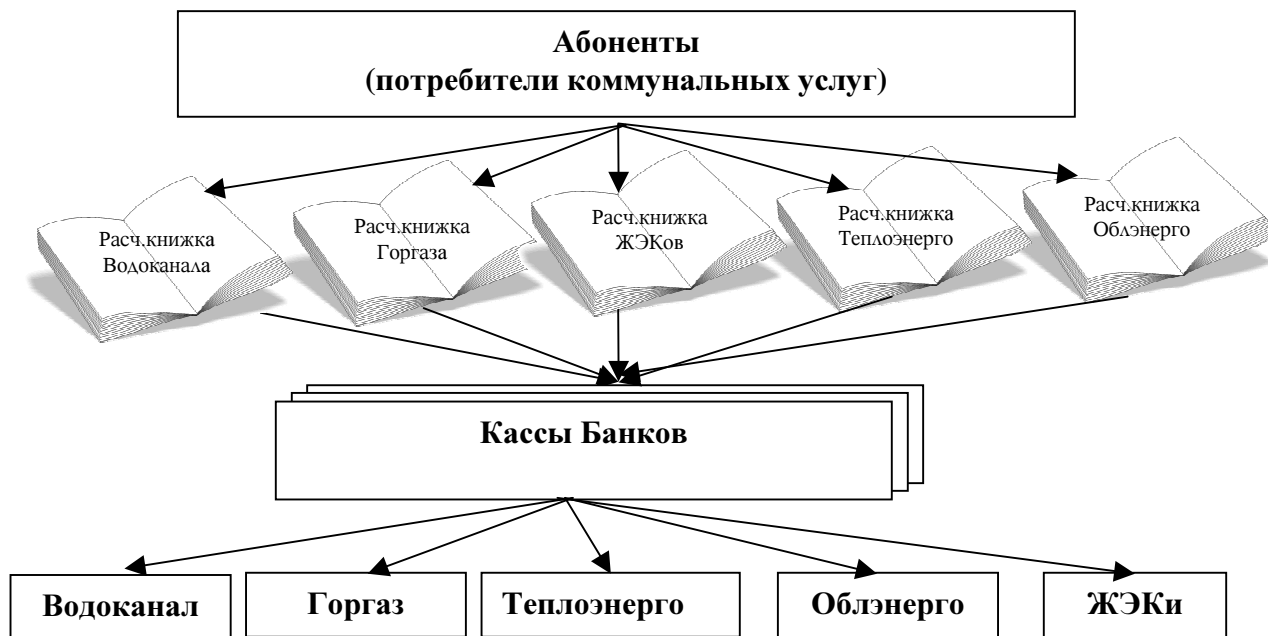 Абоненты
(потребители коммунальных услуг)
Расч.книжка
Водоканала
Расч.книжка
Горгаза
Расч.книжка
ЖЭКов
Расч.книжка
Теплоэнерго
Расч.книжка
Облэнерго
Кассы Банков
Водоканал
Горгаз
Теплоэнерго
Облэнерго
ЖЭКи